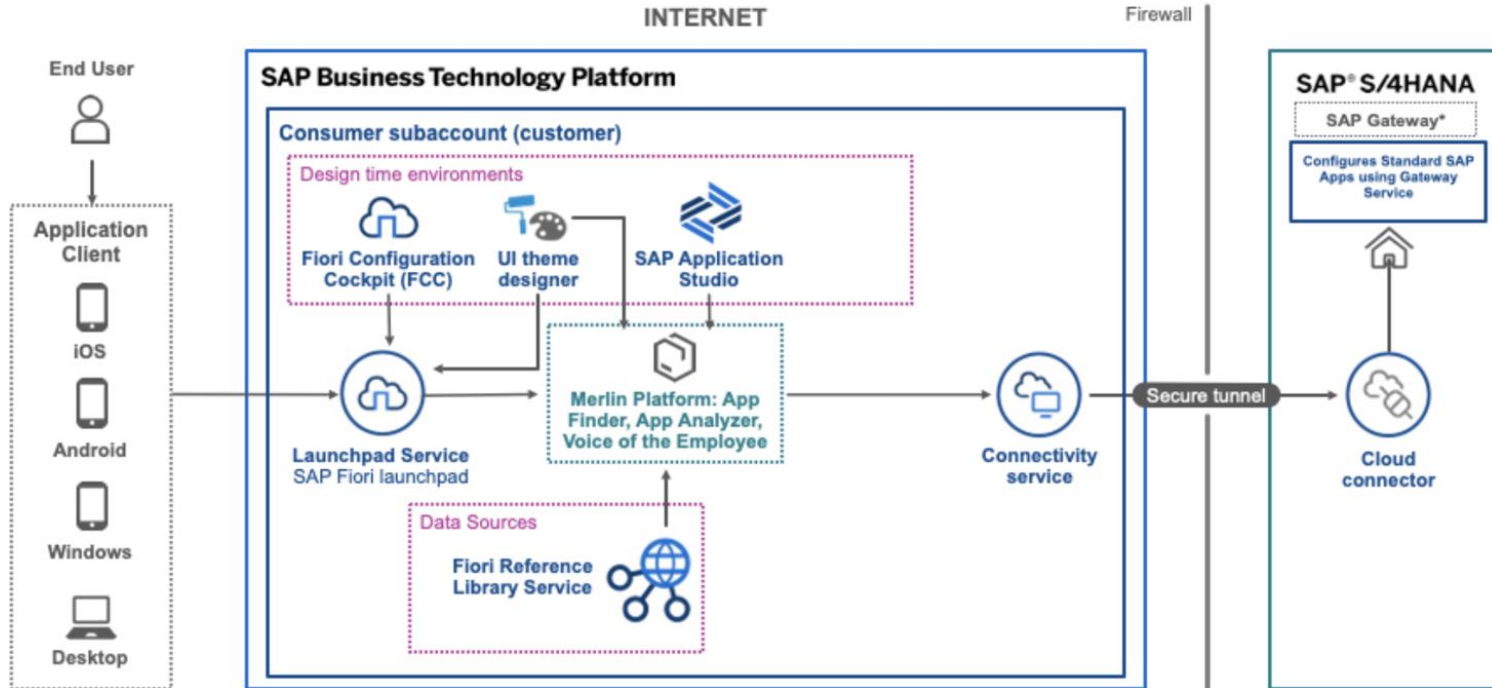 INTERNET
Firewall
End User
Application
Client
iOS
Android
Windows
Desktop
SAP Business Technology Platform
Consumer subaccount (customer)
Design time environments
Fiori Configuration
Cockpit (FCC)
UI theme
designer
SAP Application
Studio
Launchpad Service
SAP Fiori launchpad
Merlin Platform: App
Finder, App Analyzer,
Voice of the Employee
Data Sources
Fiori Reference
Library Service
Connectivity
service
Secure tunnel
SAP® S/4HANA
SAP Gateway*
Configures Standard SAP
Apps using Gateway
Service
Cloud
connector